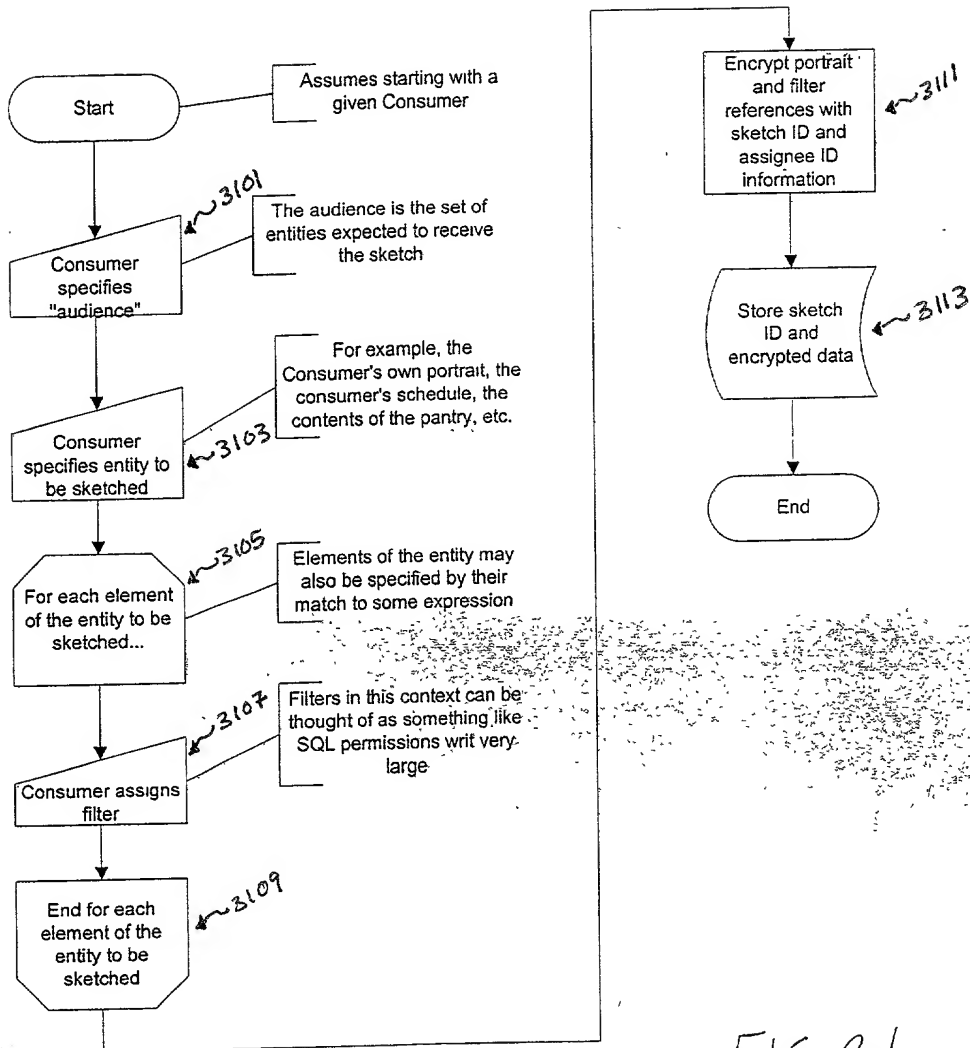 Start
Assumes starting with a
given Consumer
3101
Consumer
specifies
"audience"
The audience is the set of
entities expected to receive
the sketch
Consumer
specifies entity to
be sketched
3103
For example, the
Consumer's own portrait, the
consumer's schedule, the
contents of the pantry, etc.
3105
For each element
of the entity to be
sketched...
Elements of the entity may
also be specified by their
match to some expression
3107
Consumer assigns
filter
Filters in this context can be
thought of as something like
SQL permissions writ very
large
End for each
element of the
entity to be
sketched
3109
Encrypt portrait
and filter
references with
sketch ID and
assignee ID
information
3111
Store sketch
ID and
encrypted data
3113
End